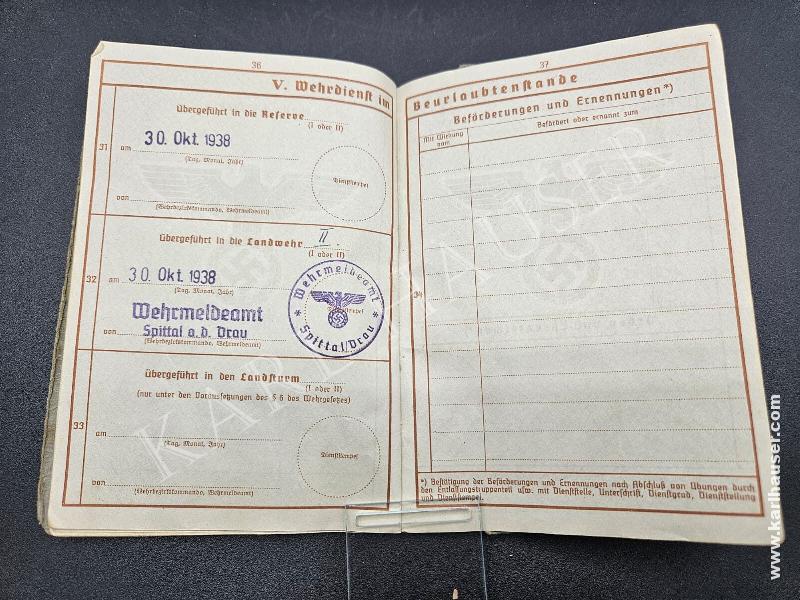 36
V. Wehrdienst im
31
Übergeführt in die Reserve
(I oder II)
am 30. Okt. 1938
(Tag, Monat, Jahr)
Dienststempel
von
(Wehrbezirkskommando, Wehrmeldeamt)
32
Übergeführt in die Landwehr II.
(I oder II)
am 30. Okt. 1938
(Tag, Monat, Jahr)
Wehrmeldeamt
von Spittal a.d. Drau
(Wehrbezirkskommando, Wehrmeldeamt)
* Wehrmeldeamt *
Spittal/Drau
33
Übergeführt in den Landsturm
(I oder II)
(nur unter den Voraussetzungen des § 6 des Wehrgesetzes)
am
(Tag, Monat, Jahr)
Dienststempel
von
(Wehrbezirkskommando, Wehrmeldeamt)
37
Beurlaubtenstande
Beförderungen und Ernennungen*)
Mit Wirkung vom
Befördert oder ernannt zum
34
*) Bestätigung der Beförderungen und Ernennungen nach Abschluß von Übungen durch
den Entlassungstruppenteil usw. mit Dienststelle, Unterschrift, Dienstgrad, Dienststellung
und Dienststempel.
KARL HAUSER
www.karlhauser.com